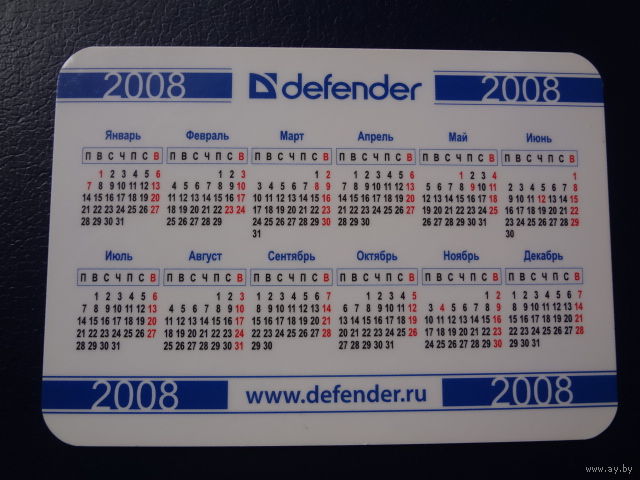 2008 defender 2008
Январь Февраль Март Апрель Май Июнь
П В С Ч П С В П В С Ч П С В П В С Ч П С В П В С Ч П С В П В С Ч П С В П В С Ч П С В
1 2 3 4 5 6 1 2 3 1 2 1 2 3 4 5 6 1 2 3 4 1
7 8 9 10 11 12 13 4 5 6 7 8 9 10 3 4 5 6 7 8 9 7 8 9 10 11 12 13 5 6 7 8 9 10 11 2 3 4 5 6 7 8
14 15 16 17 18 19 20 11 12 13 14 15 16 17 10 11 12 13 14 15 16 14 15 16 17 18 19 20 12 13 14 15 16 17 18 9 10 11 12 13 14 15
21 22 23 24 25 26 27 18 19 20 21 22 23 24 17 18 19 20 21 22 23 21 22 23 24 25 26 27 19 20 21 22 23 24 25 16 17 18 19 20 21 22
28 29 30 31 25 26 27 28 29 24 25 26 27 28 29 30 28 29 30 26 27 28 29 30 31 23 24 25 26 27 28 29
31 30
Июль Август Сентябрь Октябрь Ноябрь Декабрь
П В С Ч П С В П В С Ч П С В П В С Ч П С В П В С Ч П С В П В С Ч П С В П В С Ч П С В
1 2 3 4 5 6 1 2 3 1 2 3 4 5 6 7 1 2 3 4 5 1 2 1 2 3 4 5 6 7
7 8 9 10 11 12 13 4 5 6 7 8 9 10 8 9 10 11 12 13 14 6 7 8 9 10 11 12 3 4 5 6 7 8 9 8 9 10 11 12 13 14
14 15 16 17 18 19 20 11 12 13 14 15 16 17 15 16 17 18 19 20 21 13 14 15 16 17 18 19 10 11 12 13 14 15 16 15 16 17 18 19 20 21
21 22 23 24 25 26 27 18 19 20 21 22 23 24 22 23 24 25 26 27 28 20 21 22 23 24 25 26 17 18 19 20 21 22 23 22 23 24 25 26 27 28
28 29 30 31 25 26 27 28 29 30 31 29 30 27 28 29 30 31 24 25 26 27 28 29 30 29 30 31
2008 www.defender.ru 2008
www.ay.by